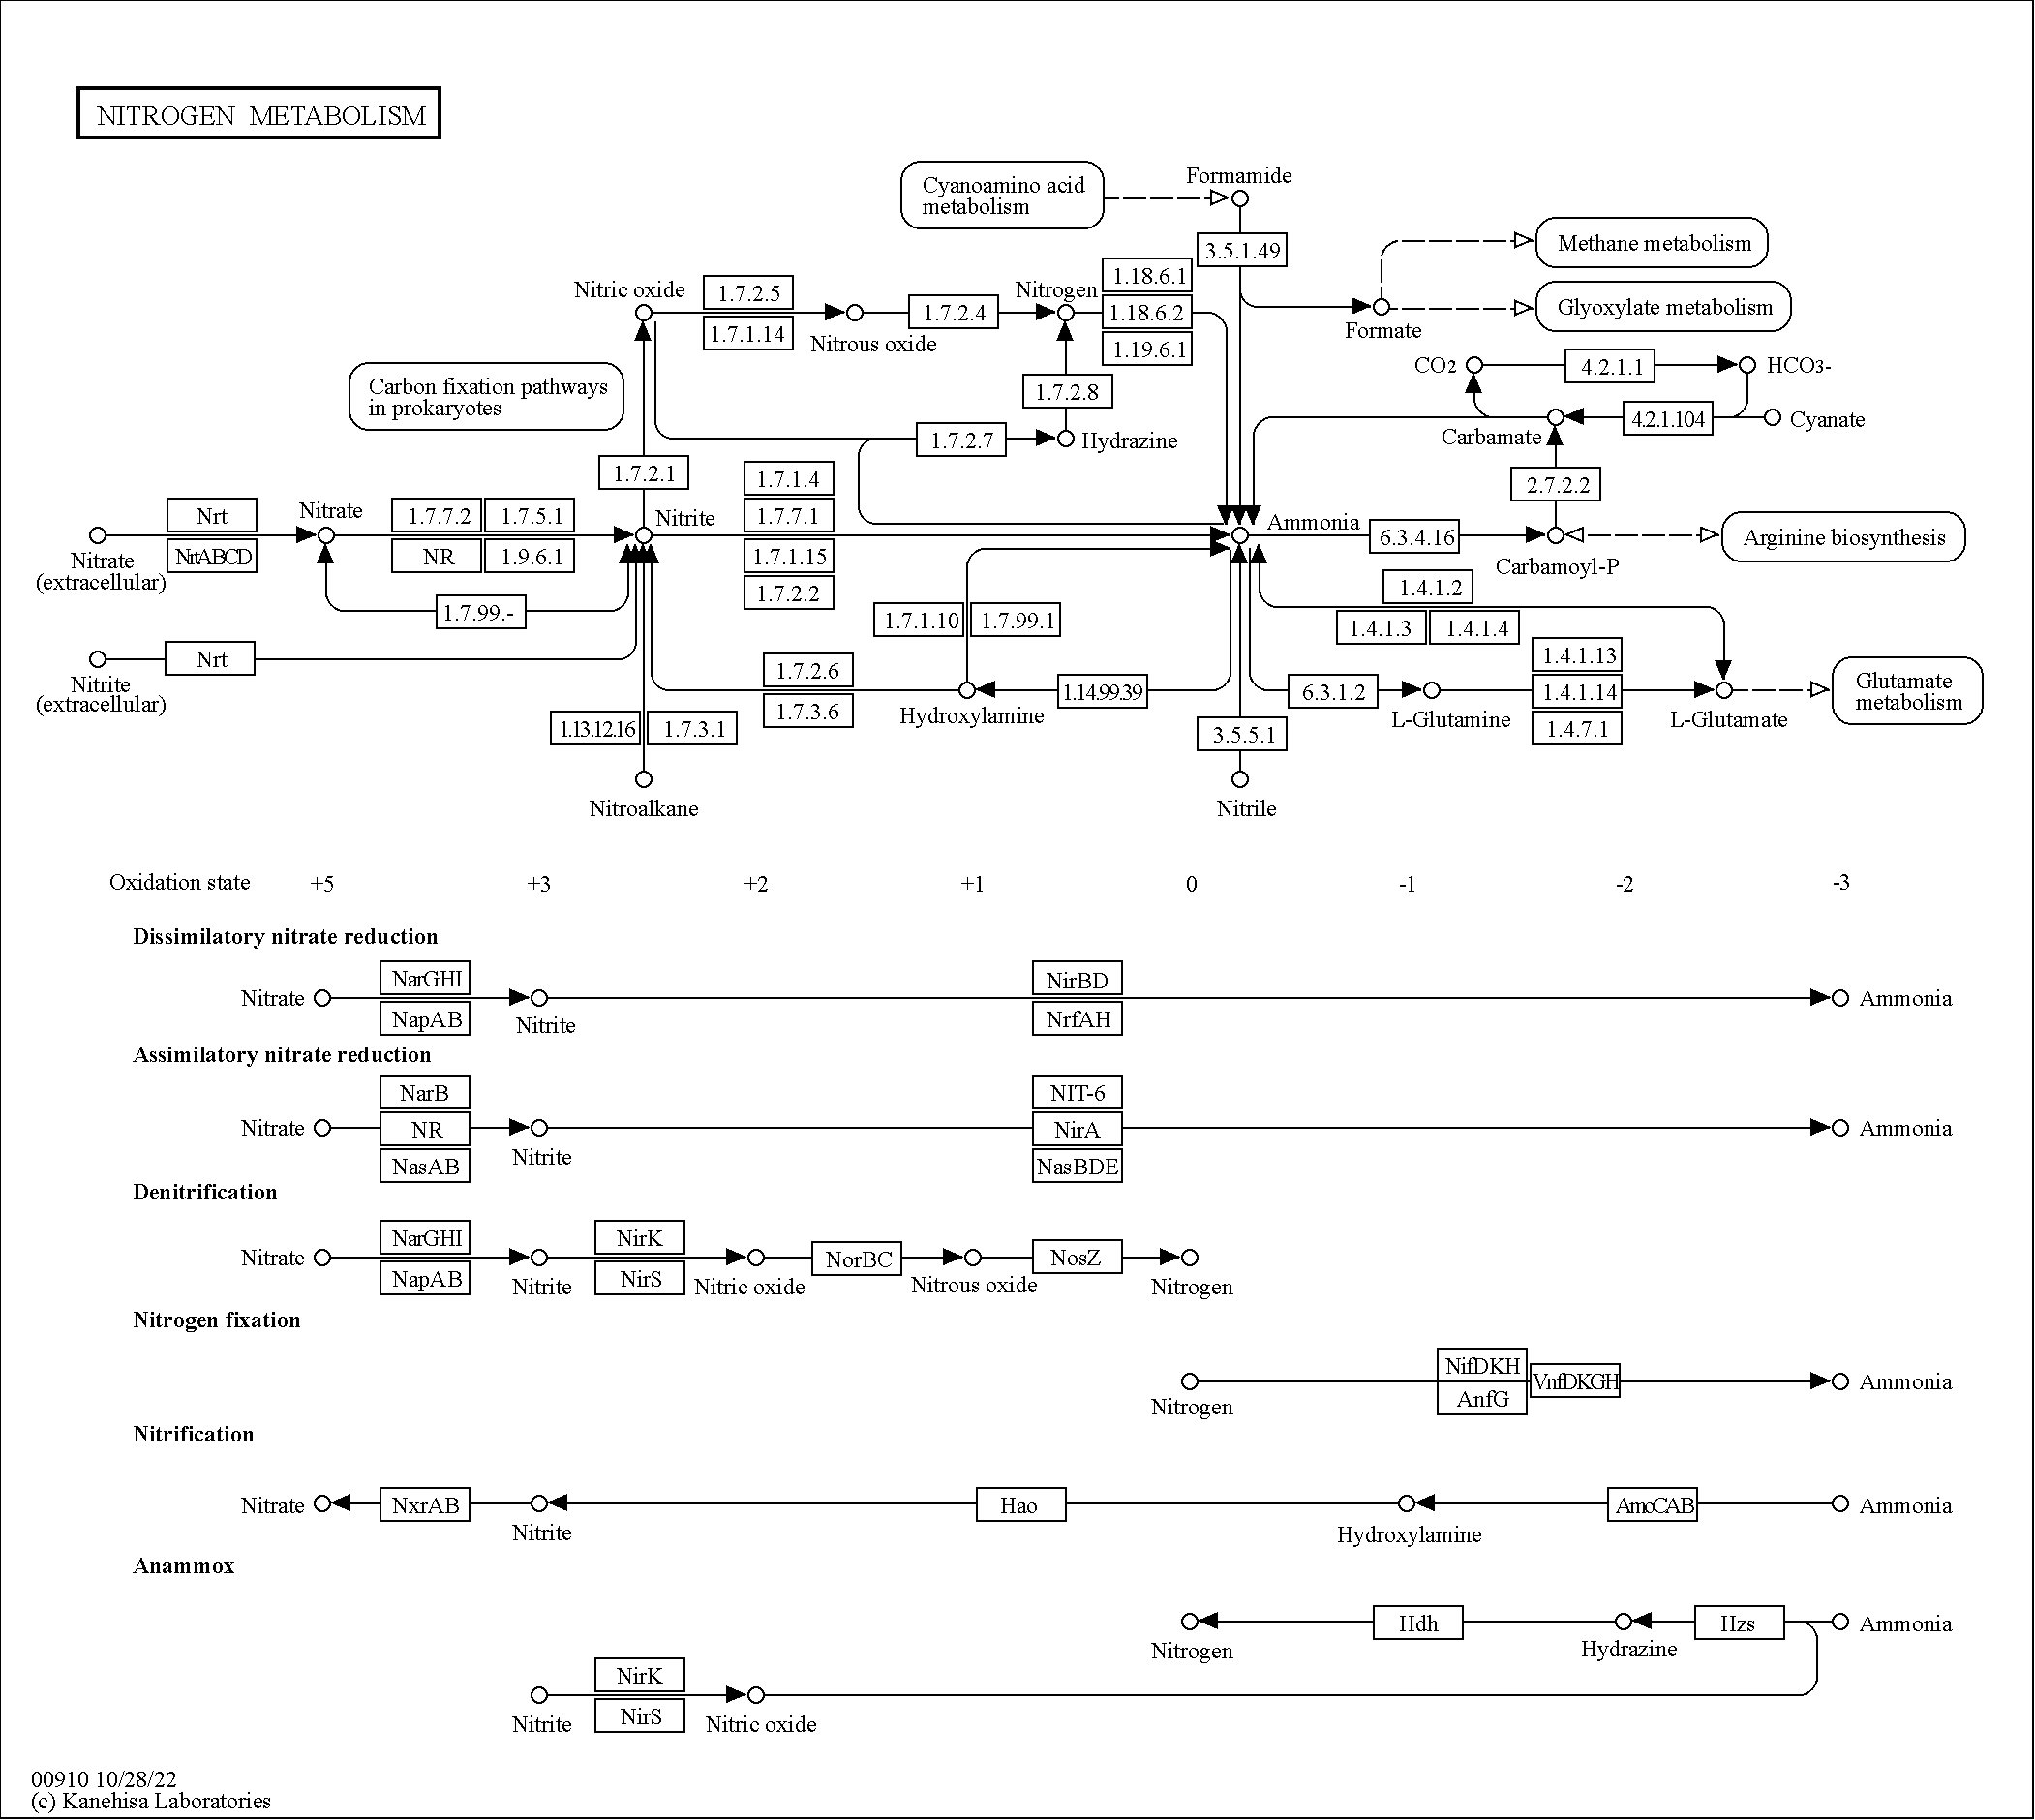 NITROGEN METABOLISM
Cyanoamino acid
metabolism
Formamide
3.5.1.49
Methane metabolism
Glyoxylate metabolism
Formate
Nitric oxide
1.7.2.5
1.7.1.14
Nitrous oxide
1.7.2.4
Nitrogen
1.18.6.1
1.18.6.2
1.19.6.1
CO2
4.2.1.1
HCO3-
Carbon fixation pathways
in prokaryotes
1.7.2.8
1.7.2.7
Hydrazine
Carbamate
4.2.1.104
Cyanate
1.7.2.1
2.7.2.2
Nrt
NrtABCD
Nitrate
(extracellular)
Nitrate
1.7.7.2
1.7.5.1
NR
1.9.6.1
1.7.99.-
Nitrite
1.7.1.4
1.7.7.1
1.7.1.15
1.7.2.2
Ammonia
6.3.4.16
Carbamoyl-P
Arginine biosynthesis
1.4.1.2
1.4.1.3
1.4.1.4
1.7.1.10
1.7.99.1
Nrt
Nitrite
(extracellular)
1.7.2.6
1.7.3.6
Hydroxylamine
1.14.99.39
6.3.1.2
L-Glutamine
1.4.1.13
1.4.1.14
1.4.7.1
L-Glutamate
Glutamate
metabolism
1.13.12.16
1.7.3.1
3.5.5.1
Nitroalkane
Nitrile
Oxidation state +5 +3 +2 +1 0 -1 -2 -3
Dissimilatory nitrate reduction
NarGHI NirBD
Nitrate Ammonia
NapAB NrfAH
Nitrite
Assimilatory nitrate reduction
NarB NIT-6
Nitrate NR NirA Ammonia
Nitrite
NasAB NasBDE
Denitrification
NarGHI NirK
Nitrate NorBC NosZ
NapAB NirS
Nitrite Nitric oxide Nitrous oxide Nitrogen
Nitrogen fixation
NifDKH
VnfDKGH Ammonia
AnfG
Nitrogen
Nitrification
Nitrate NxrAB Hao AmoCAB Ammonia
Nitrite Hydroxylamine
Anammox
Hdh Hzs Ammonia
Nitrogen Hydrazine
NirK
NirS
Nitrite Nitric oxide
00910 10/28/22
(c) Kanehisa Laboratories